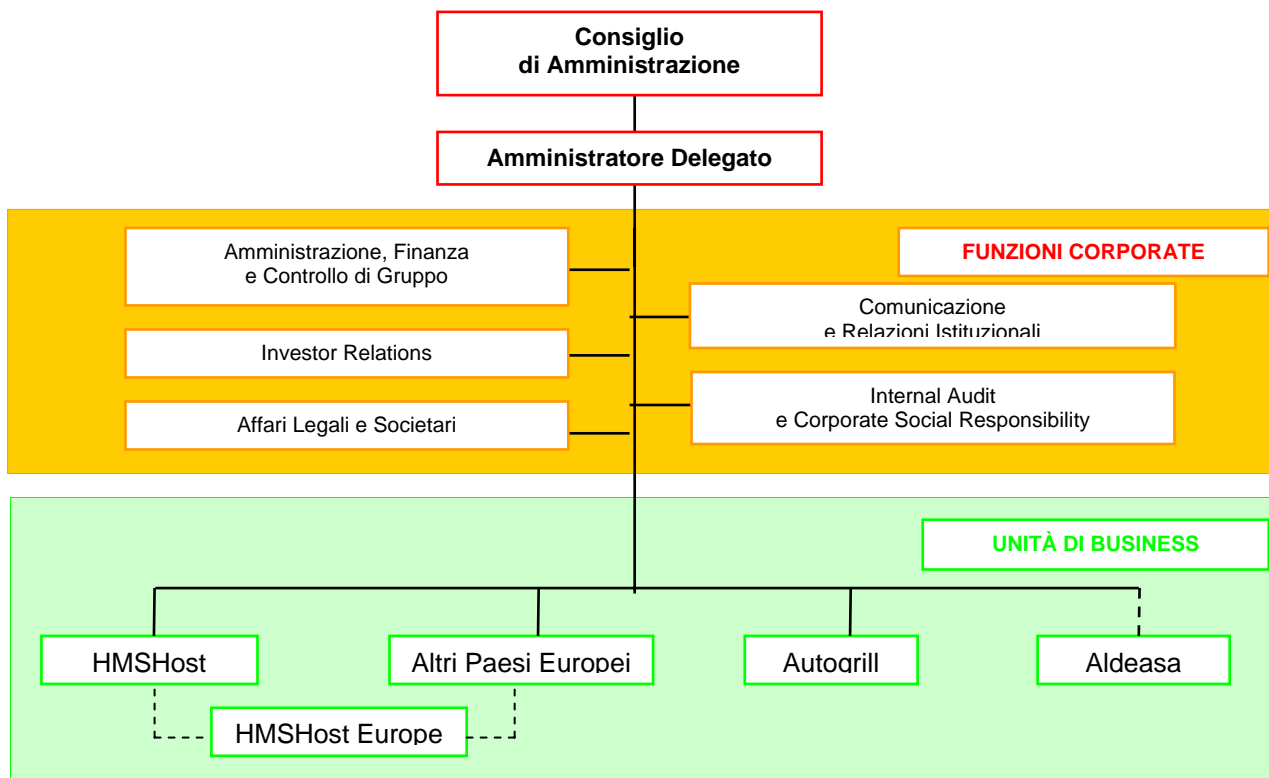 Consiglio
di Amministrazione
Amministratore Delegato
FUNZIONI CORPORATE
Amministrazione, Finanza
e Controllo di Gruppo
Comunicazione
e Relazioni Istituzionali
Investor Relations
Internal Audit
e Corporate Social Responsibility
Affari Legali e Societari
UNITÀ DI BUSINESS
HMSHost
Altri Paesi Europei
Autogrill
Aldeasa
HMSHost Europe